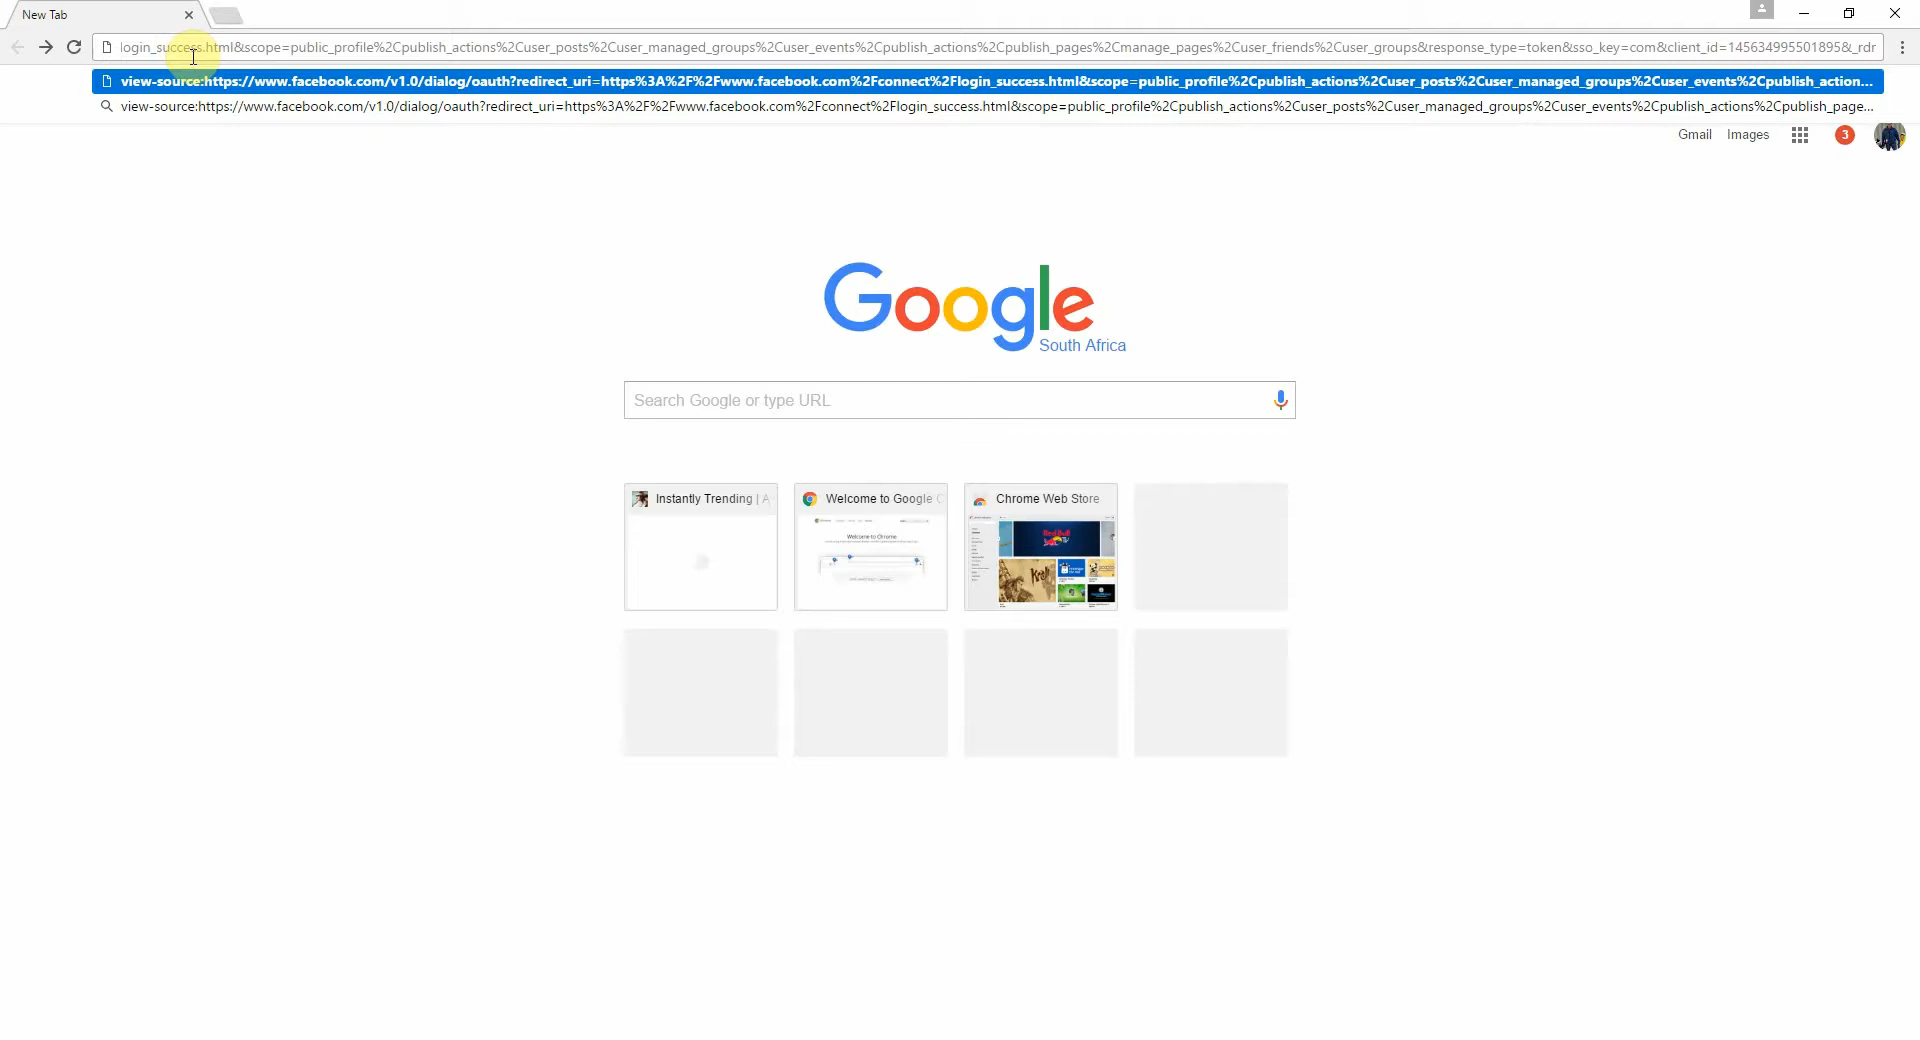 New Tab
login_success.html&scope=public_profile%2Cpublish_actions%2Cuser_posts%2Cuser_managed_groups%2Cuser_events%2Cpublish_actions%2Cpublish_pages%2Cmanage_pages%2Cuser_friends%2Cuser_groups&response_type=token&sso_key=com&client_id=145634995501895&_rdr
view-source:https://www.facebook.com/v1.0/dialog/oauth?redirect_uri=https%3A%2F%2Fwww.facebook.com%2Fconnect%2Flogin_success.html&scope=public_profile%2Cpublish_actions%2Cuser_posts%2Cuser_managed_groups%2Cuser_events%2Cpublish_action...
view-source:https://www.facebook.com/v1.0/dialog/oauth?redirect_uri=https%3A%2F%2Fwww.facebook.com%2Fconnect%2Flogin_success.html&scope=public_profile%2Cpublish_actions%2Cuser_posts%2Cuser_managed_groups%2Cuser_events%2Cpublish_actions%2Cpublish_page...
Gmail Images 3
Google
South Africa
Search Google or type URL
Instantly Trending | A
Welcome to Google C
Chrome Web Store
Welcome to Chrome
Red Bull